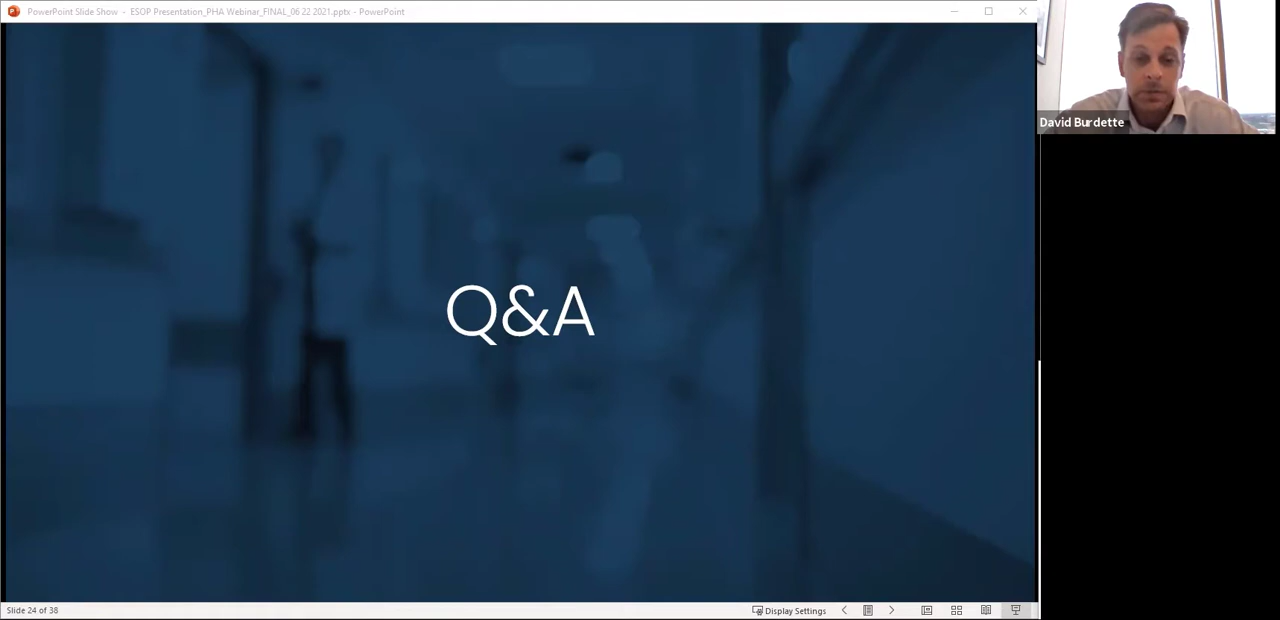 PowerPoint Slide Show - ESOP Presentation_PHA Webinar_FINAL_06 22 2021.pptx - PowerPoint
David Burdette
Q&A
Slide 24 of 38
Display Settings